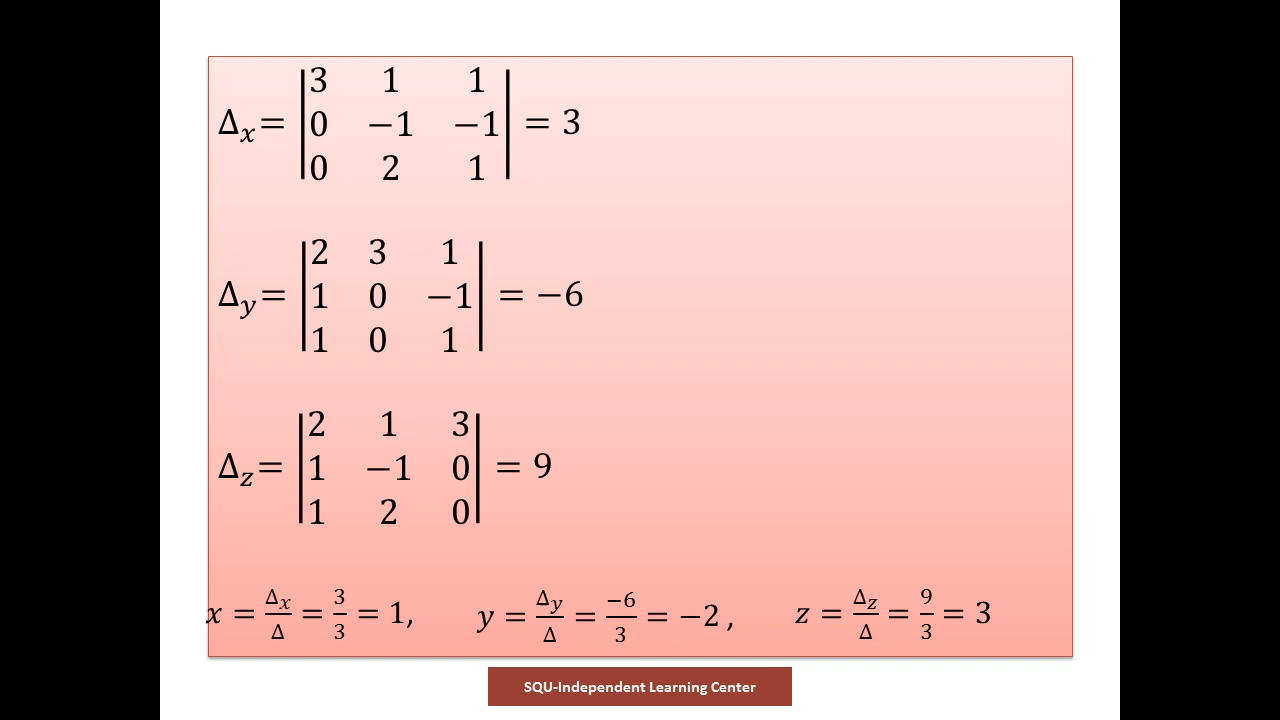 Δx= |3 1 1|
|0 −1 −1| = 3
|0 2 1|
Δy= |2 3 1|
|1 0 −1| = −6
|1 0 1|
Δz= |2 1 3|
|1 −1 0| = 9
|1 2 0|
x = Δx/Δ = 3/3 = 1, y = Δy/Δ = −6/3 = −2 , z = Δz/Δ = 9/3 = 3
SQU-Independent Learning Center